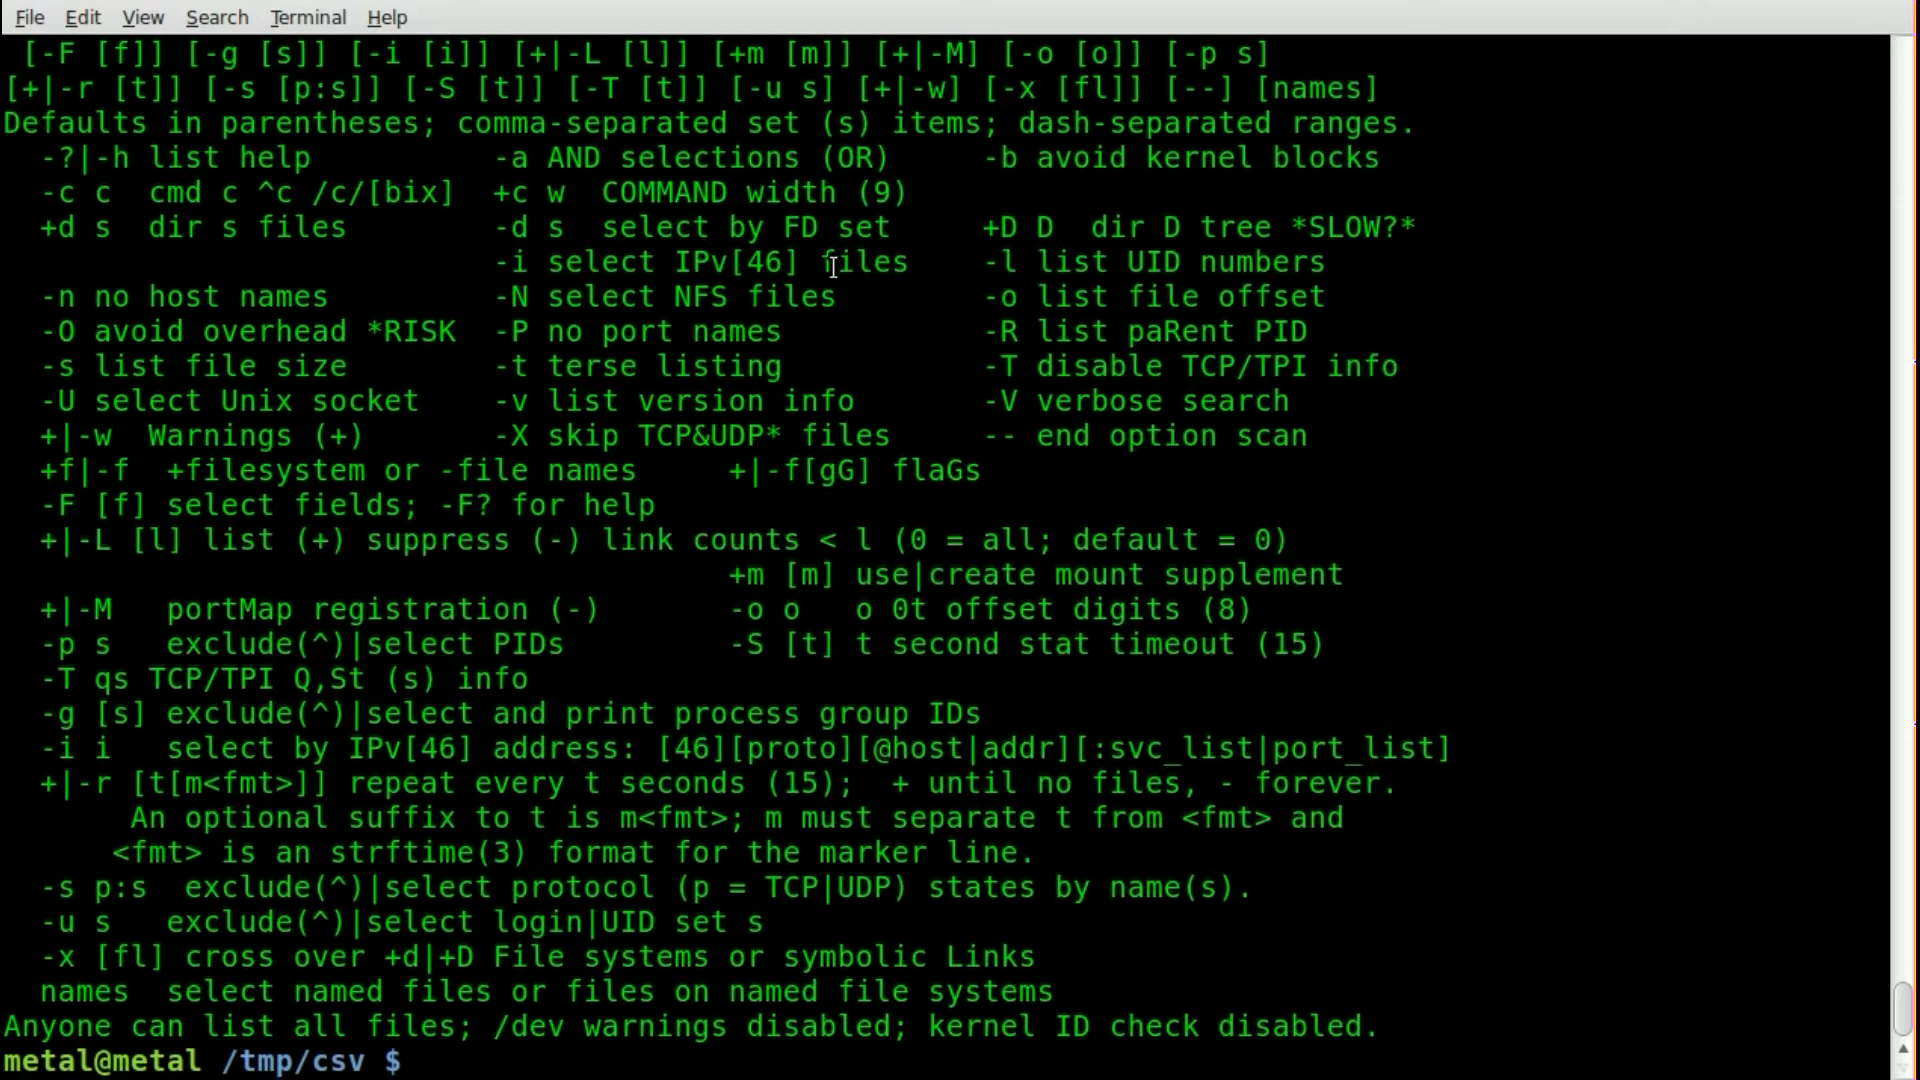 File Edit View Search Terminal Help
[-F [f]] [-g [s]] [-i [i]] [+|-L [l]] [+m [m]] [+|-M] [-o [o]] [-p s]
[+|-r [t]] [-s [p:s]] [-S [t]] [-T [t]] [-u s] [+|-w] [-x [fl]] [--] [names]
Defaults in parentheses; comma-separated set (s) items; dash-separated ranges.
-?|-h list help -a AND selections (OR) -b avoid kernel blocks
-c c cmd c ^c /c/[bix] +c w COMMAND width (9)
+d s dir s files -d s select by FD set +D D dir D tree *SLOW?*
-i select IPv[46] files -l list UID numbers
-n no host names -N select NFS files -o list file offset
-O avoid overhead *RISK -P no port names -R list paRent PID
-s list file size -t terse listing -T disable TCP/TPI info
-U select Unix socket -v list version info -V verbose search
+|-w Warnings (+) -X skip TCP&UDP* files -- end option scan
+f|-f +filesystem or -file names +|-f[gG] flaGs
-F [f] select fields; -F? for help
+|-L [l] list (+) suppress (-) link counts < l (0 = all; default = 0)
+m [m] use|create mount supplement
+|-M portMap registration (-) -o o o 0t offset digits (8)
-p s exclude(^)|select PIDs -S [t] t second stat timeout (15)
-T qs TCP/TPI Q,St (s) info
-g [s] exclude(^)|select and print process group IDs
-i i select by IPv[46] address: [46][proto][@host|addr][:svc_list|port_list]
+|-r [t[m<fmt>]] repeat every t seconds (15); + until no files, - forever.
An optional suffix to t is m<fmt>; m must separate t from <fmt> and
<fmt> is an strftime(3) format for the marker line.
-s p:s exclude(^)|select protocol (p = TCP|UDP) states by name(s).
-u s exclude(^)|select login|UID set s
-x [fl] cross over +d|+D File systems or symbolic Links
names select named files or files on named file systems
Anyone can list all files; /dev warnings disabled; kernel ID check disabled.
metal@metal /tmp/csv $